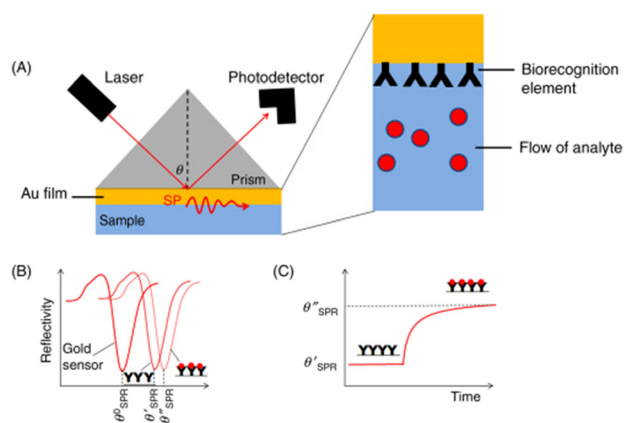 (A)
Laser
Photodetector
θ
Prism
Au film
SP
Sample
Biorecognition
element
Flow of analyte
(B)
Reflectivity
Gold
sensor
θ⁰SPR
θ′SPR
θ″SPR
(C)
θ″SPR
θ′SPR
Time